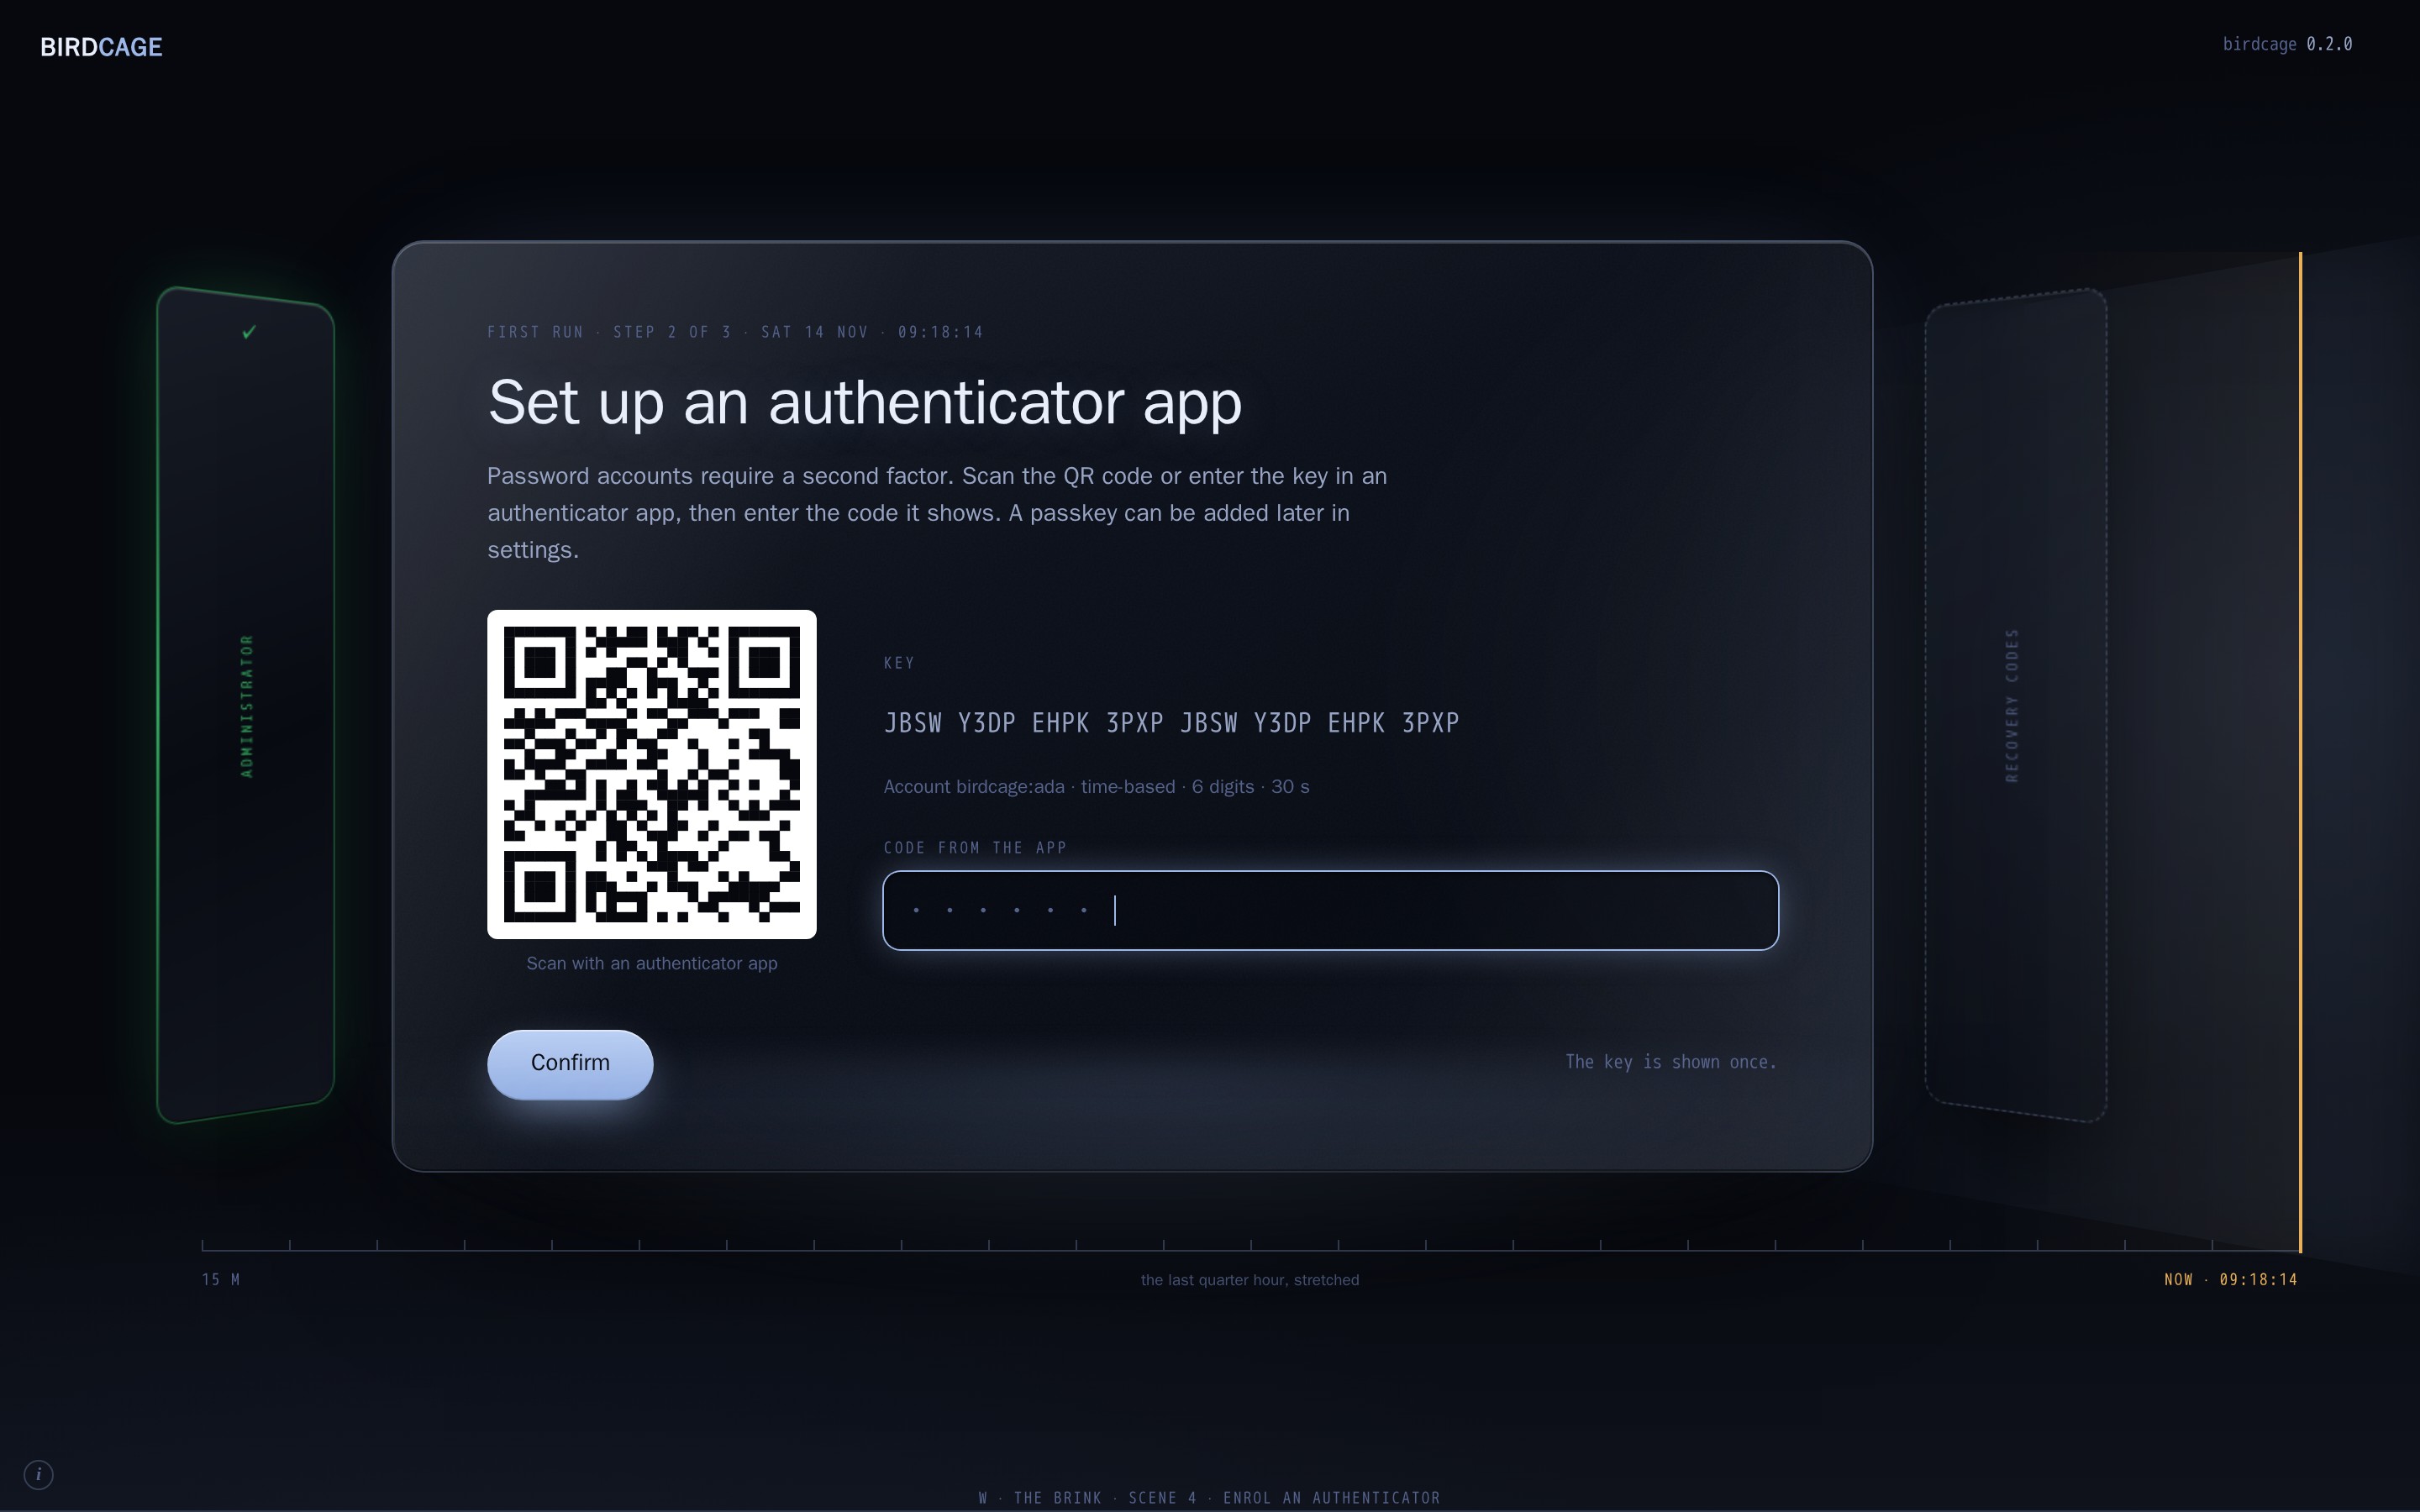 BIRDCAGE
birdcage 0.2.0
✓
ADMINISTRATOR
FIRST RUN · STEP 2 OF 3 · SAT 14 NOV · 09:18:14
Set up an authenticator app
Password accounts require a second factor. Scan the QR code or enter the key in an
authenticator app, then enter the code it shows. A passkey can be added later in
settings.
KEY
JBSW Y3DP EHPK 3PXP JBSW Y3DP EHPK 3PXP
Account birdcage:ada · time-based · 6 digits · 30 s
CODE FROM THE APP
· · · · · ·
Scan with an authenticator app
Confirm
The key is shown once.
RECOVERY CODES
15 M
the last quarter hour, stretched
NOW · 09:18:14
i
W · THE BRINK · SCENE 4 · ENROL AN AUTHENTICATOR